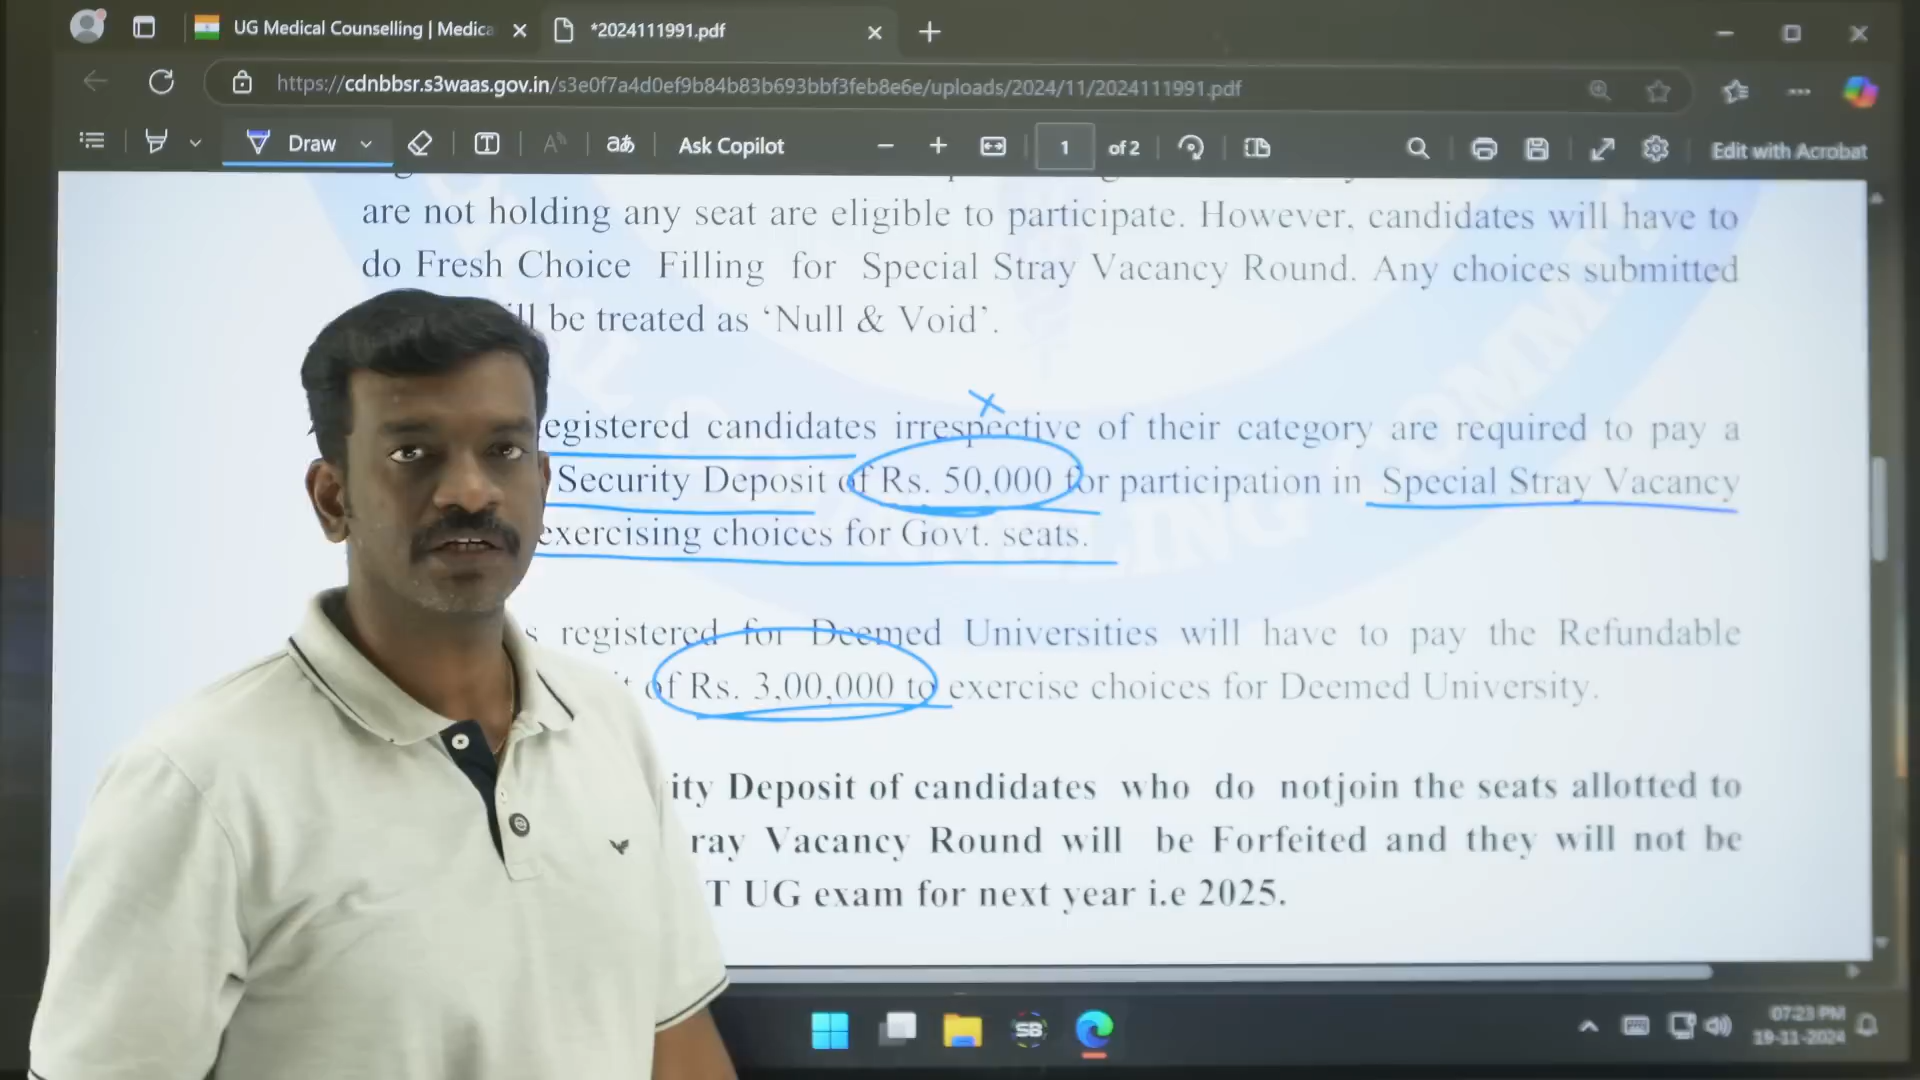 UG Medical Counselling | Medica
*2024111991.pdf
https://cdnbbsr.s3waas.gov.in/s3e0f7a4d0ef9b84b83b693bbf3feb8e6e/uploads/2024/11/2024111991.pdf
Draw
Ask Copilot
1 of 2
Edit with Acrobat
are not holding any seat are eligible to participate. However, candidates will have to
do Fresh Choice Filling for Special Stray Vacancy Round. Any choices submitted
ll be treated as ‘Null & Void’.
egistered candidates irrespective of their category are required to pay a
Security Deposit of Rs. 50,000 for participation in Special Stray Vacancy
exercising choices for Govt. seats.
s registered for Deemed Universities will have to pay the Refundable
of Rs. 3,00,000 to exercise choices for Deemed University.
ity Deposit of candidates who do notjoin the seats allotted to
ray Vacancy Round will be Forfeited and they will not be
T UG exam for next year i.e 2025.
SB
07:23 PM
19-11-2024